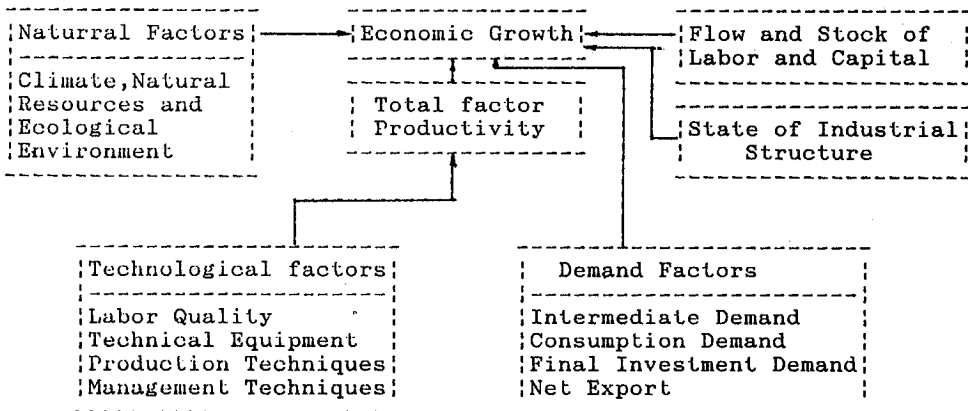 Naturral Factors
Climate,Natural
Resources and
Ecological
Environment
Economic Growth
Total factor
Productivity
Flow and Stock of
Labor and Capital
State of Industrial
Structure
Technological factors
Labor Quality
Technical Equipment
Production Techniques
Management Techniques
Demand Factors
Intermediate Demand
Consumption Demand
Final Investment Demand
Net Export